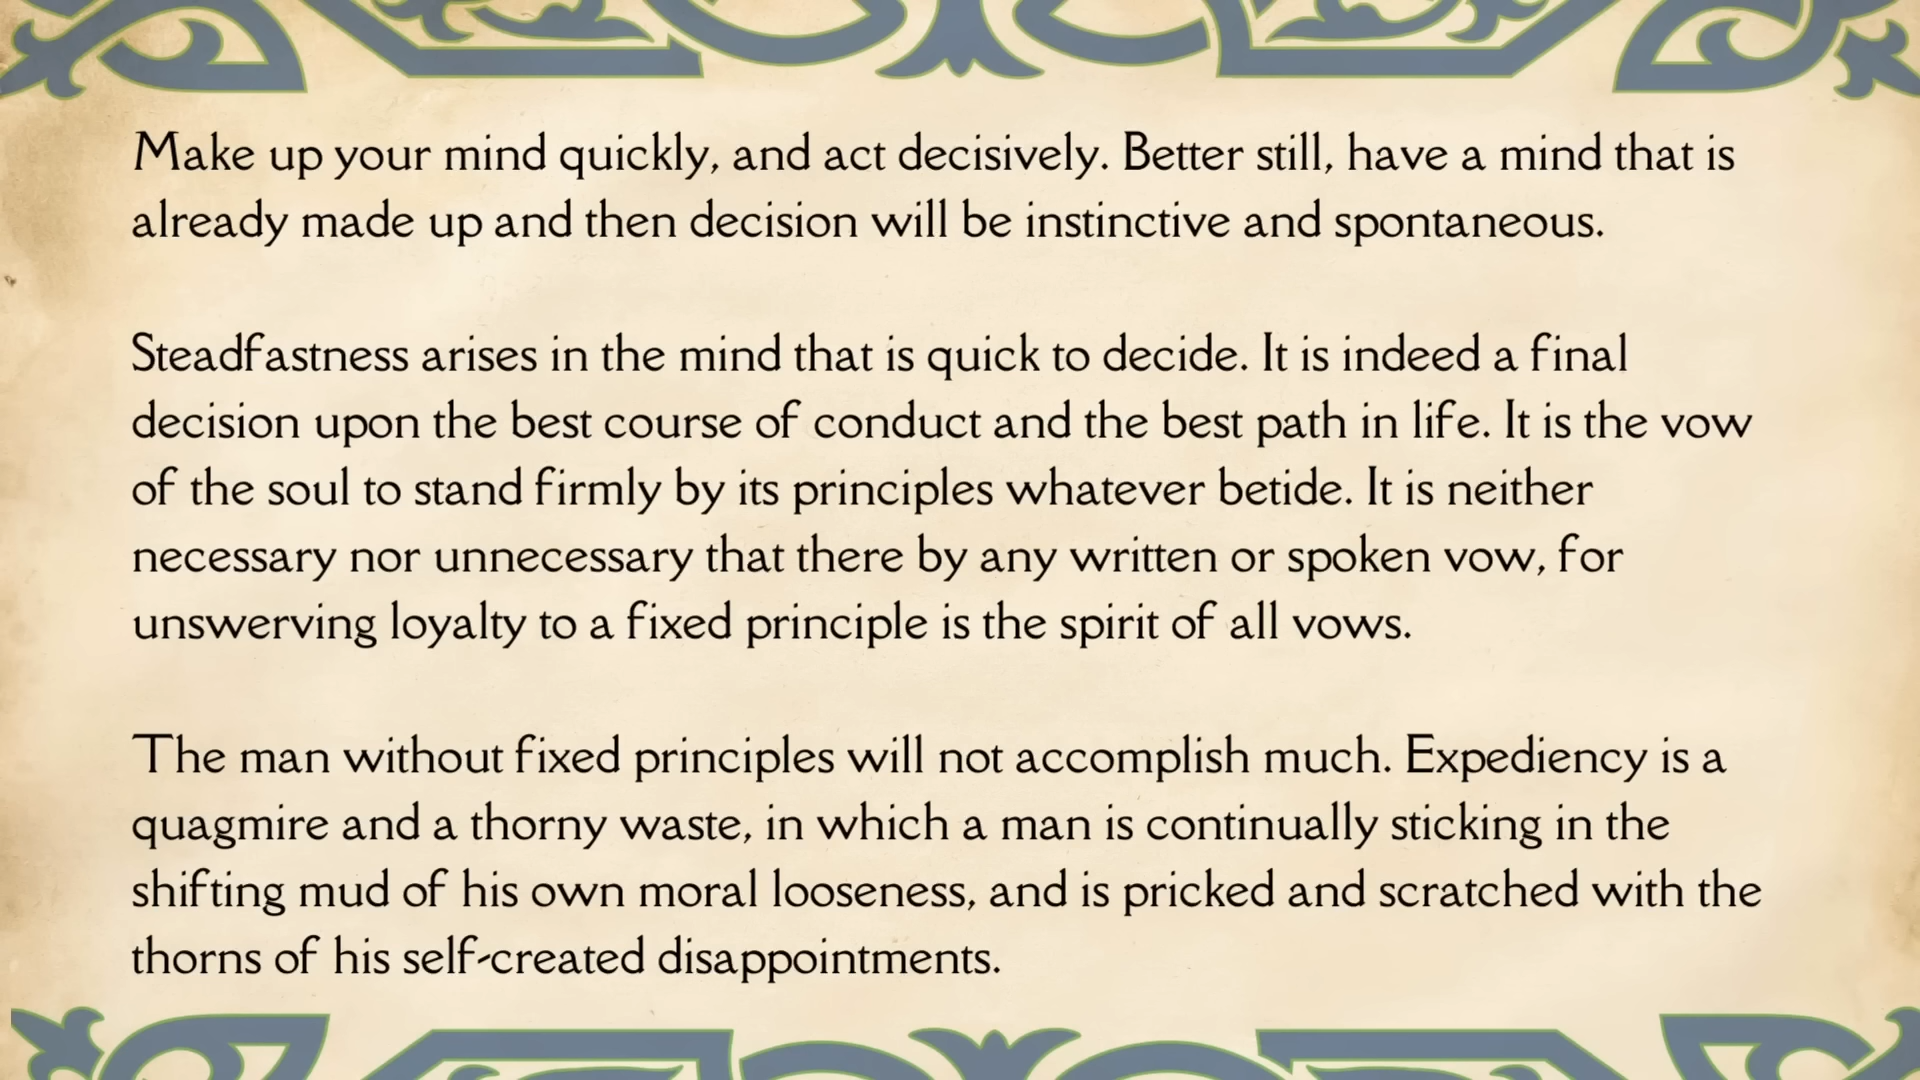 Make up your mind quickly, and act decisively. Better still, have a mind that is
already made up and then decision will be instinctive and spontaneous.
Steadfastness arises in the mind that is quick to decide. It is indeed a final
decision upon the best course of conduct and the best path in life. It is the vow
of the soul to stand firmly by its principles whatever betide. It is neither
necessary nor unnecessary that there by any written or spoken vow, for
unswerving loyalty to a fixed principle is the spirit of all vows.
The man without fixed principles will not accomplish much. Expediency is a
quagmire and a thorny waste, in which a man is continually sticking in the
shifting mud of his own moral looseness, and is pricked and scratched with the
thorns of his self-created disappointments.